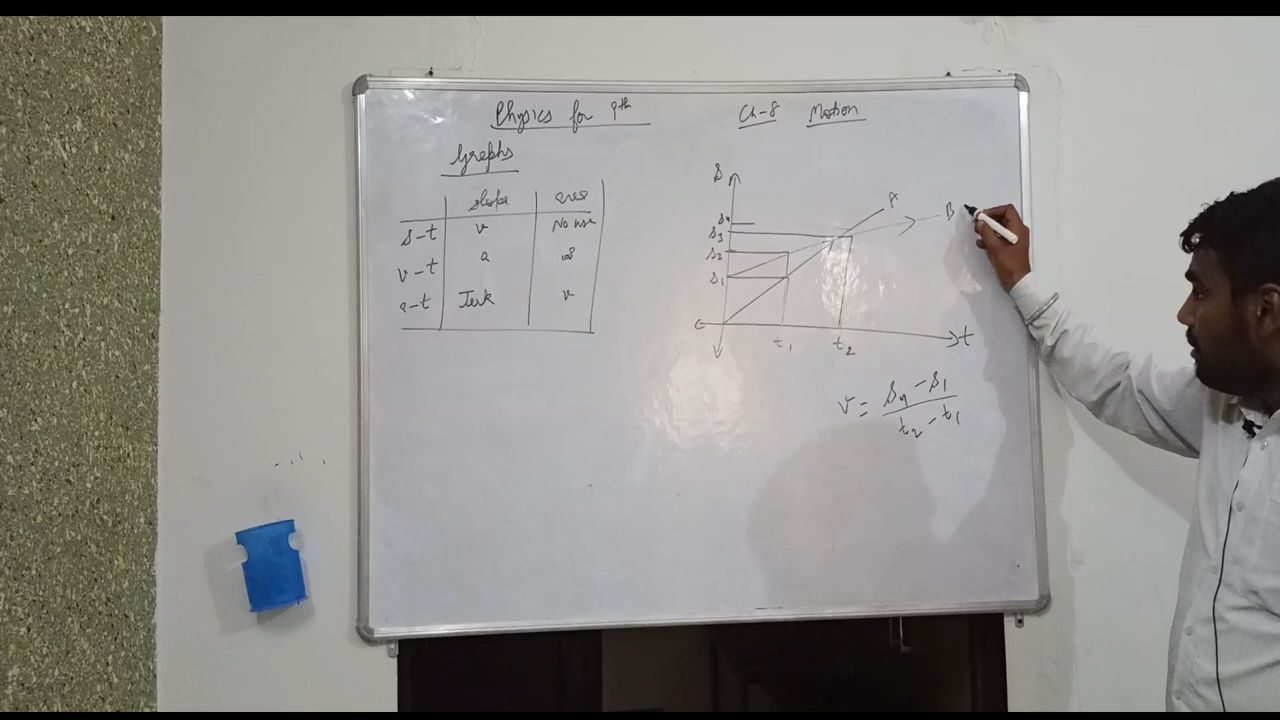 Physics for 9th
Ch-8 Motion
Graphs
slope area
s-t v No use
v-t a
a-t Jerk v
s
A
B
S4
S3
S2
S1
t1 t2 t
v = S4 - S1
t2 - t1